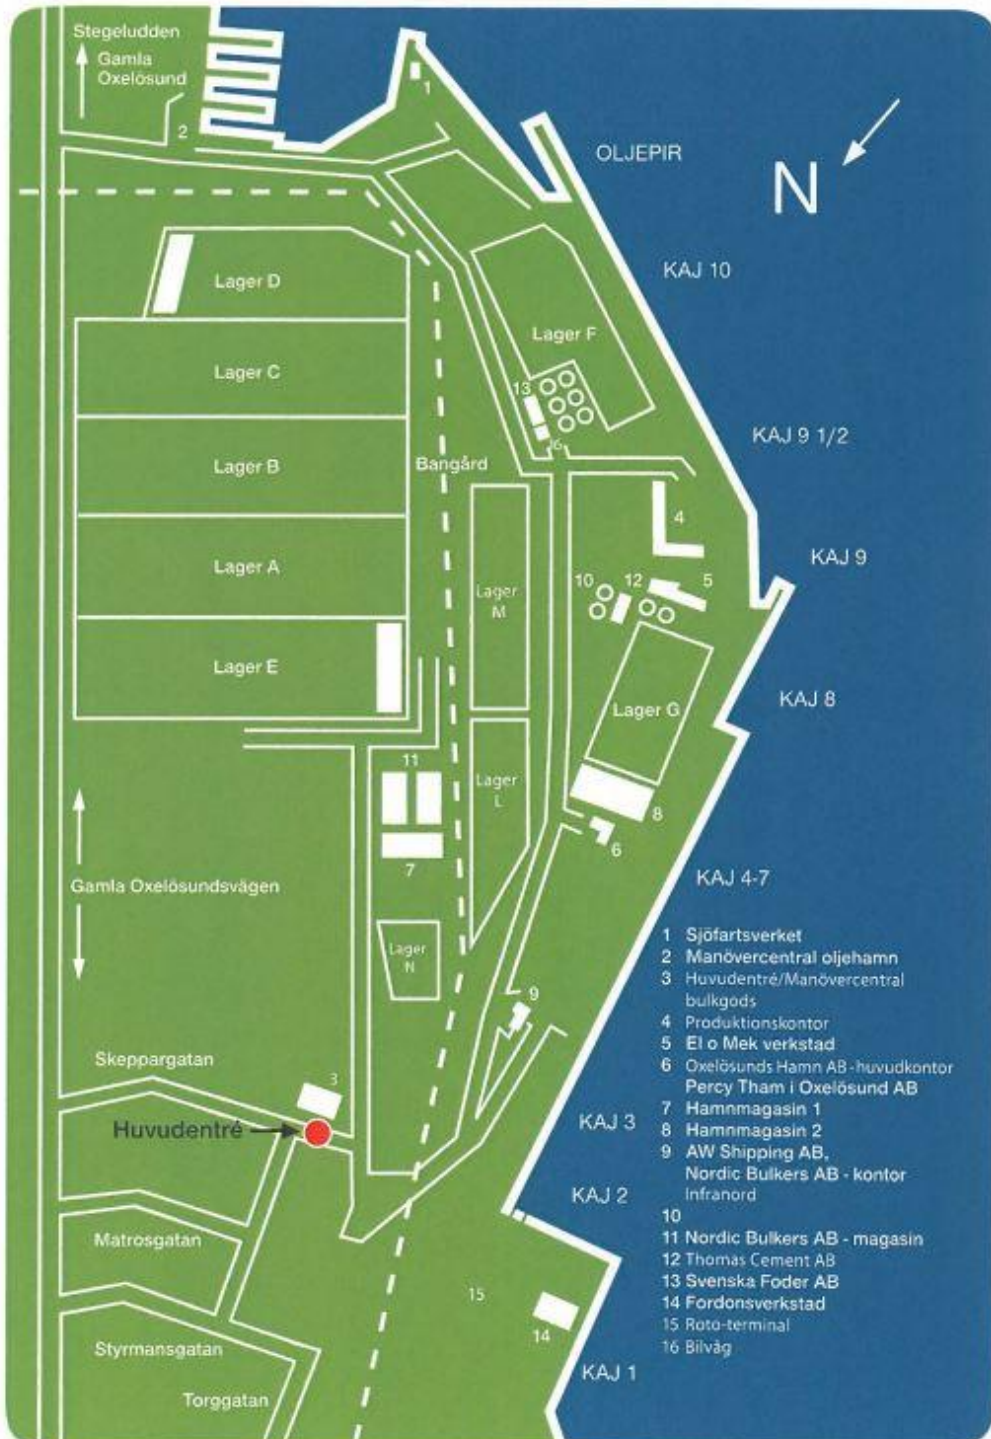 Stegeludden
Gamla
Oxelösund
2
1
OLJEPIR
N
KAJ 10
Lager D
Lager F
Lager C
13
KAJ 9 1/2
16
Bangård
Lager B
4
KAJ 9
Lager A
10
12
5
Lager
M
Lager E
KAJ 8
Lager G
11
Lager
L
8
6
7
KAJ 4-7
Gamla Oxelösundsvägen
Lager
N
9
Skeppargatan
3
Huvudentré
KAJ 3
KAJ 2
Matrosgatan
15
14
Styrmansgatan
KAJ 1
Torggatan
1 Sjöfartsverket
2 Manövercentral oljehamn
3 Huvudentré/Manövercentral
bulkgods
4 Produktionskontor
5 El o Mek verkstad
6 Oxelösunds Hamn AB - huvudkontor
Percy Tham i Oxelösund AB
7 Hamnmagasin 1
8 Hamnmagasin 2
9 AW Shipping AB,
Nordic Bulkers AB - kontor
Infranord
10
11 Nordic Bulkers AB - magasin
12 Thomas Cement AB
13 Svenska Foder AB
14 Fordonsverkstad
15 Roto-terminal
16 Bilvåg